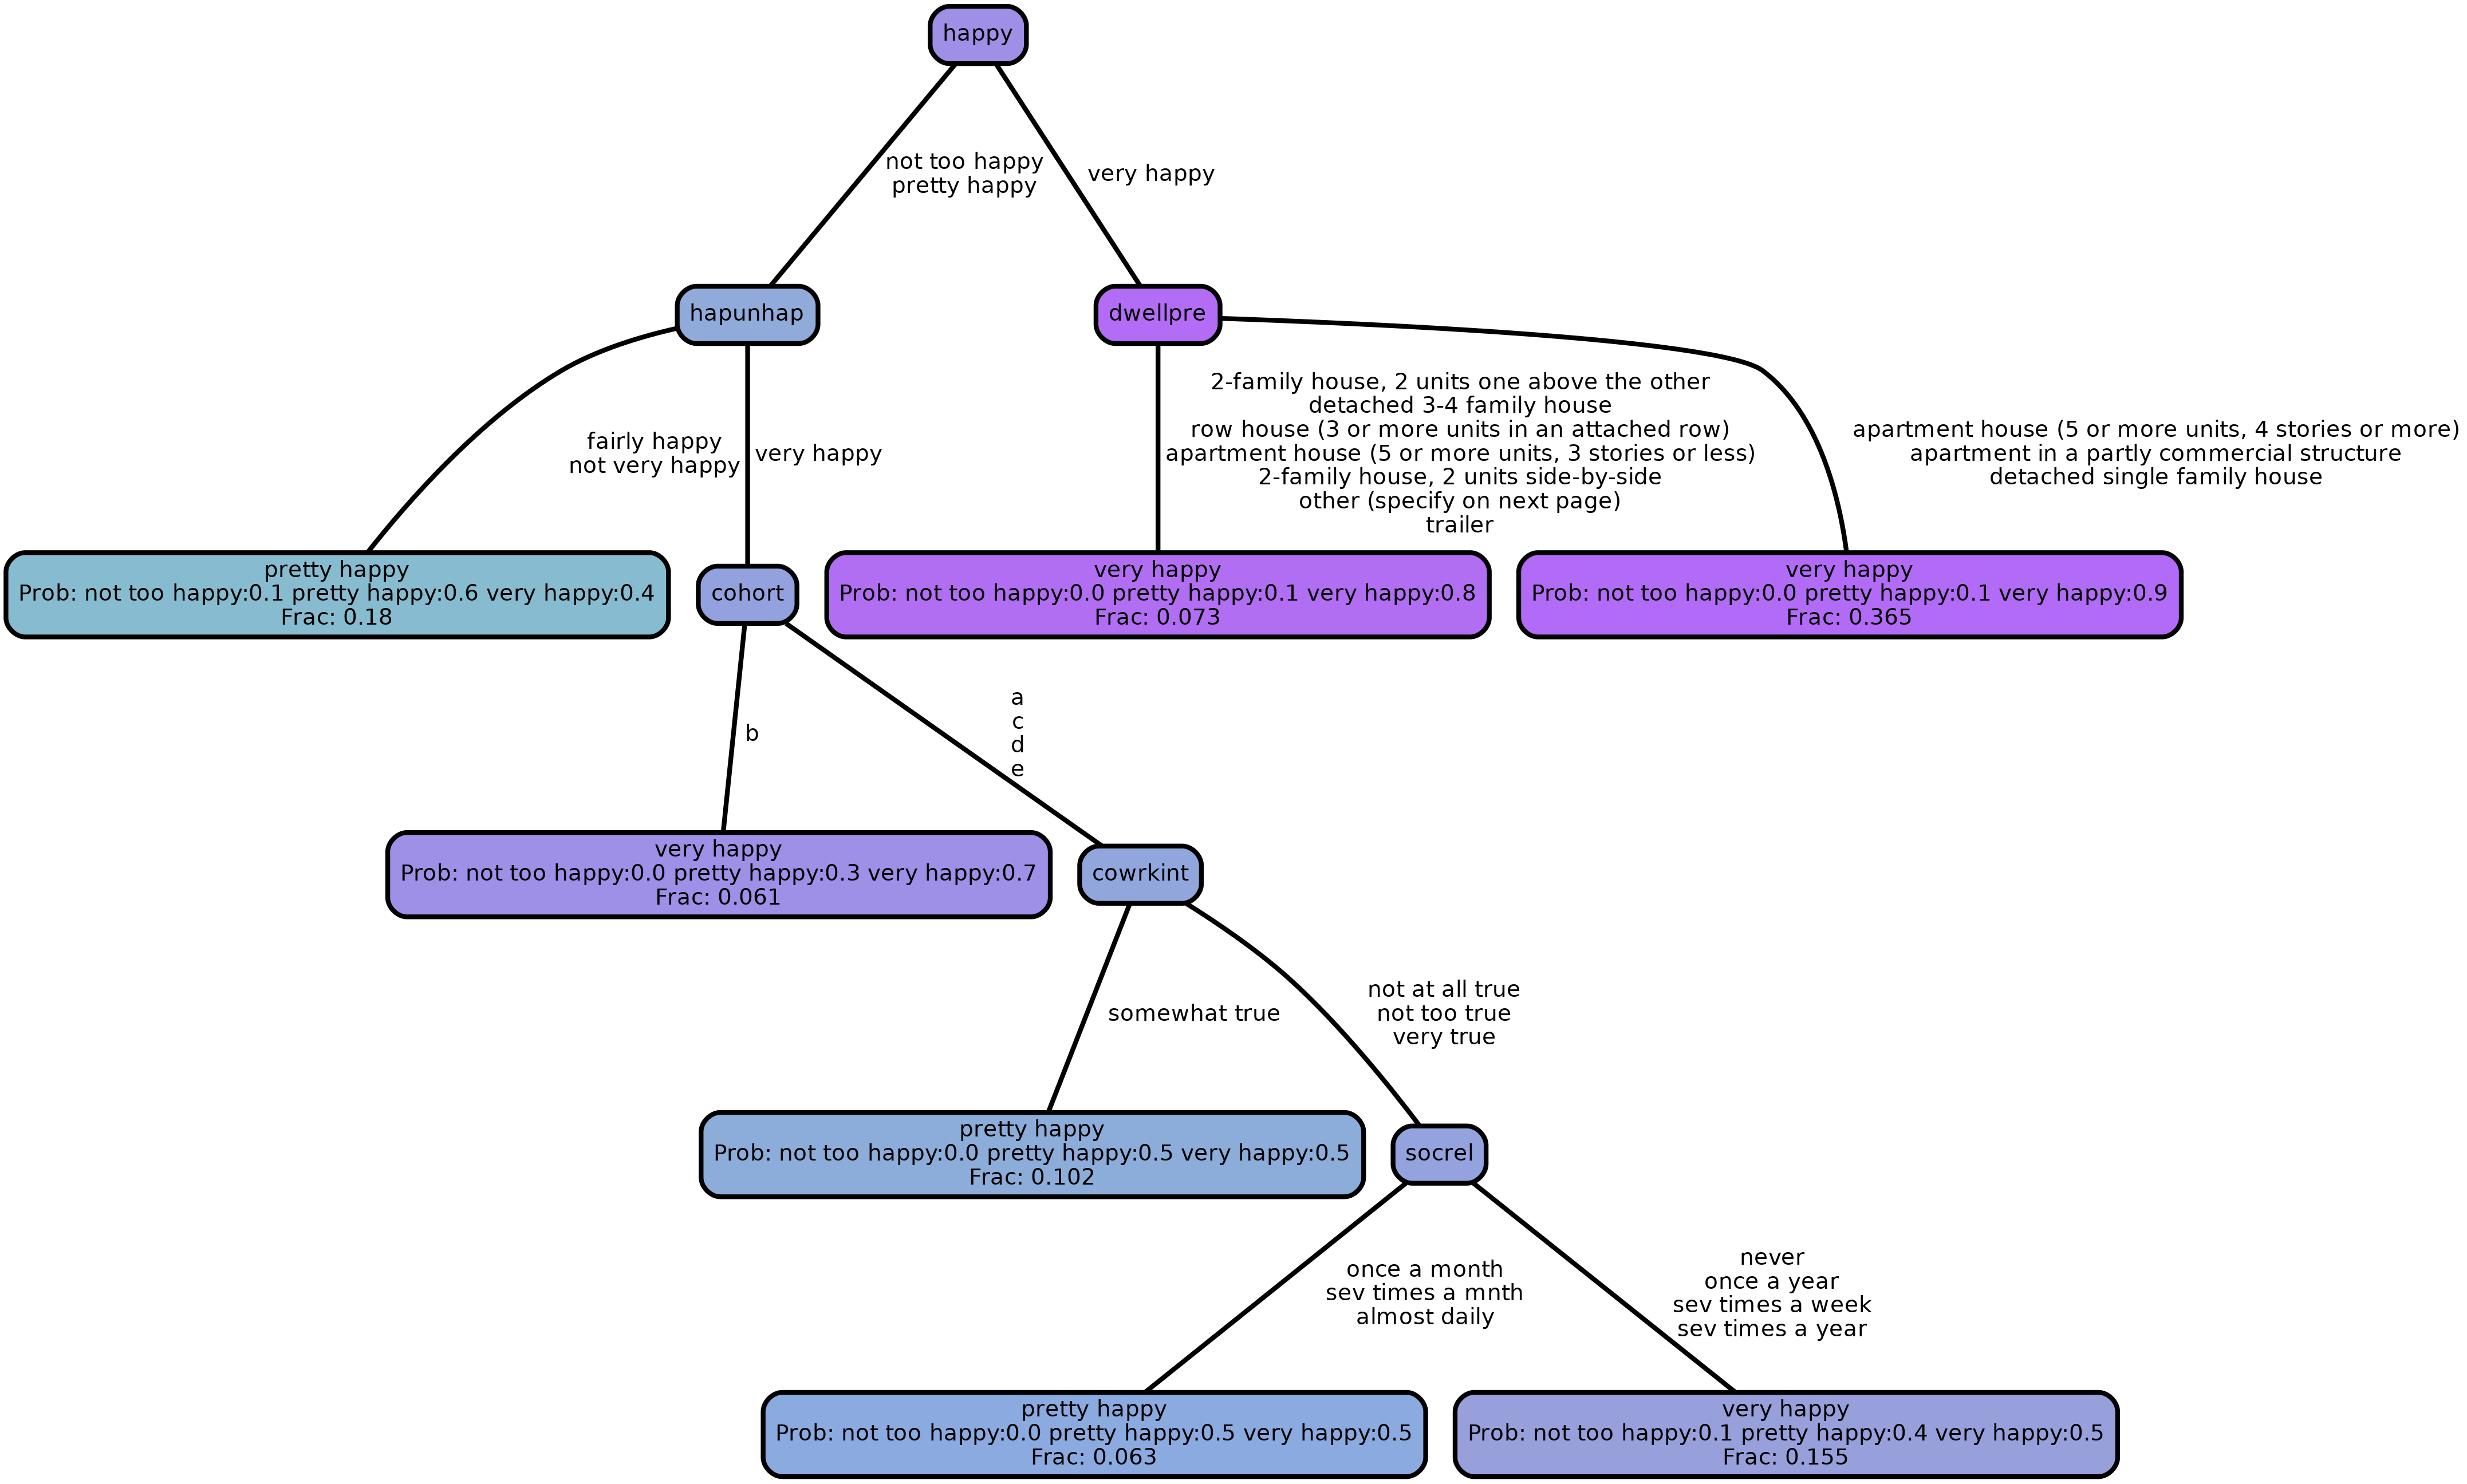 happy
not too happy
pretty happy
very happy
hapunhap
dwellpre
fairly happy
not very happy
very happy
2-family house, 2 units one above the other
detached 3-4 family house
row house (3 or more units in an attached row)
apartment house (5 or more units, 3 stories or less)
2-family house, 2 units side-by-side
other (specify on next page)
trailer
apartment house (5 or more units, 4 stories or more)
apartment in a partly commercial structure
detached single family house
pretty happy
Prob: not too happy:0.1 pretty happy:0.6 very happy:0.4
Frac: 0.18
cohort
very happy
Prob: not too happy:0.0 pretty happy:0.1 very happy:0.8
Frac: 0.073
very happy
Prob: not too happy:0.0 pretty happy:0.1 very happy:0.9
Frac: 0.365
b
a
c
d
e
very happy
Prob: not too happy:0.0 pretty happy:0.3 very happy:0.7
Frac: 0.061
cowrkint
somewhat true
not at all true
not too true
very true
pretty happy
Prob: not too happy:0.0 pretty happy:0.5 very happy:0.5
Frac: 0.102
socrel
once a month
sev times a mnth
almost daily
never
once a year
sev times a week
sev times a year
pretty happy
Prob: not too happy:0.0 pretty happy:0.5 very happy:0.5
Frac: 0.063
very happy
Prob: not too happy:0.1 pretty happy:0.4 very happy:0.5
Frac: 0.155